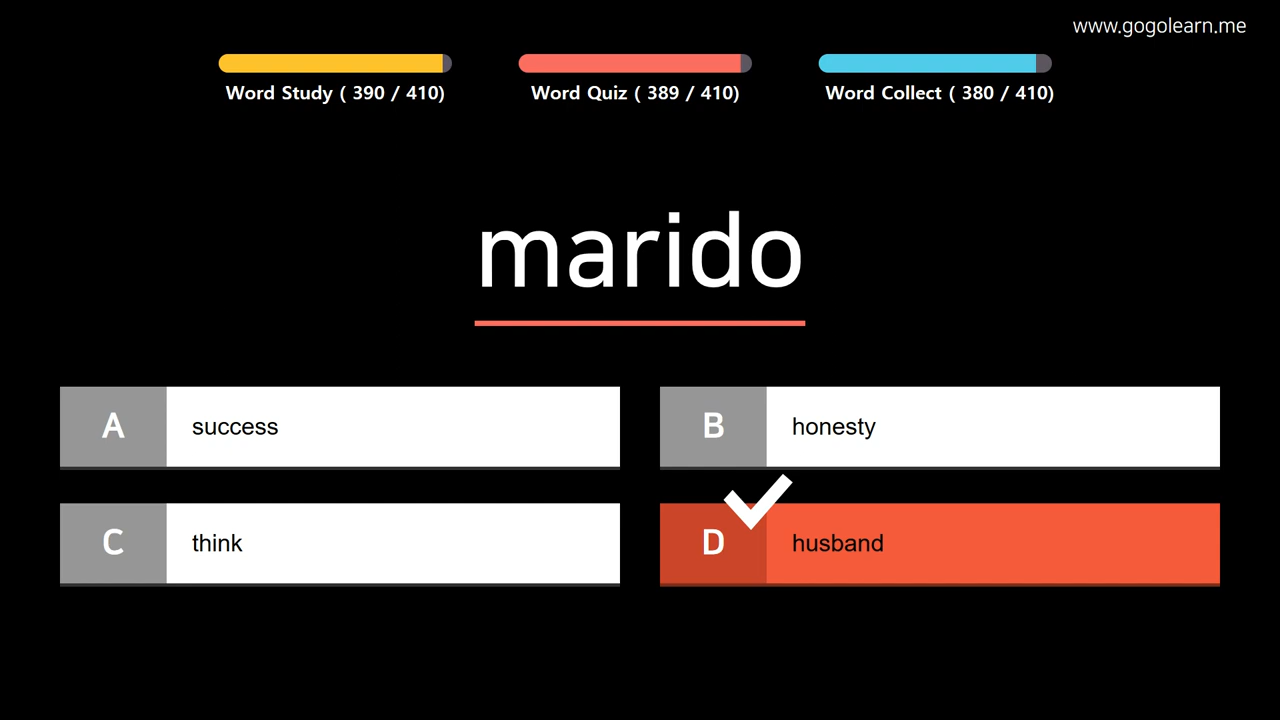 www.gogolearn.me
Word Study ( 390 / 410)
Word Quiz ( 389 / 410)
Word Collect ( 380 / 410)
marido
A success
B honesty
C think
D husband